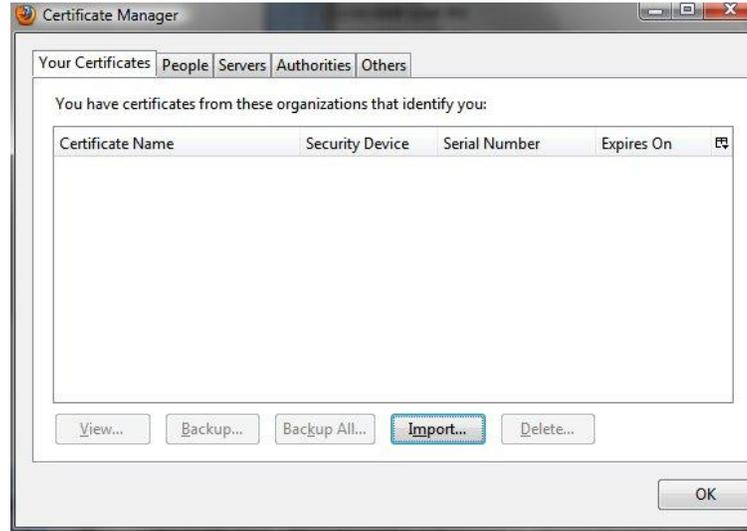 Certificate Manager
Your Certificates People Servers Authorities Others
You have certificates from these organizations that identify you:
Certificate Name Security Device Serial Number Expires On
View... Backup... Backup All... Import... Delete...
OK